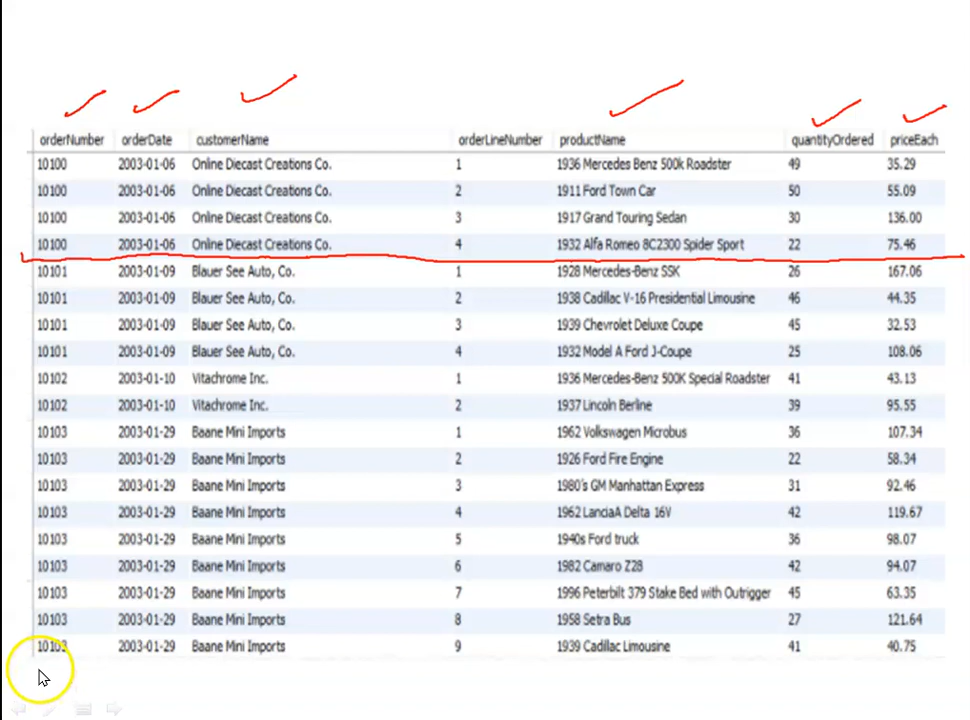 orderNumber orderDate customerName orderLineNumber productName quantityOrdered priceEach
10100 2003-01-06 Online Diecast Creations Co. 1 1936 Mercedes Benz 500k Roadster 49 35.29
10100 2003-01-06 Online Diecast Creations Co. 2 1911 Ford Town Car 50 55.09
10100 2003-01-06 Online Diecast Creations Co. 3 1917 Grand Touring Sedan 30 136.00
10100 2003-01-06 Online Diecast Creations Co. 4 1932 Alfa Romeo 8C2300 Spider Sport 22 75.46
10101 2003-01-09 Blauer See Auto, Co. 1 1928 Mercedes-Benz SSK 26 167.06
10101 2003-01-09 Blauer See Auto, Co. 2 1938 Cadillac V-16 Presidential Limousine 46 44.35
10101 2003-01-09 Blauer See Auto, Co. 3 1939 Chevrolet Deluxe Coupe 45 32.53
10101 2003-01-09 Blauer See Auto, Co. 4 1932 Model A Ford J-Coupe 25 108.06
10102 2003-01-10 Vitachrome Inc. 1 1936 Mercedes-Benz 500K Special Roadster 41 43.13
10102 2003-01-10 Vitachrome Inc. 2 1937 Lincoln Berline 39 95.55
10103 2003-01-29 Baane Mini Imports 1 1962 Volkswagen Microbus 36 107.34
10103 2003-01-29 Baane Mini Imports 2 1926 Ford Fire Engine 22 58.34
10103 2003-01-29 Baane Mini Imports 3 1980's GM Manhattan Express 31 92.46
10103 2003-01-29 Baane Mini Imports 4 1962 LanciaA Delta 16V 42 119.67
10103 2003-01-29 Baane Mini Imports 5 1940s Ford truck 36 98.07
10103 2003-01-29 Baane Mini Imports 6 1982 Camaro Z28 42 94.07
10103 2003-01-29 Baane Mini Imports 7 1996 Peterbilt 379 Stake Bed with Outrigger 45 63.35
10103 2003-01-29 Baane Mini Imports 8 1958 Setra Bus 27 121.64
10103 2003-01-29 Baane Mini Imports 9 1939 Cadillac Limousine 41 40.75